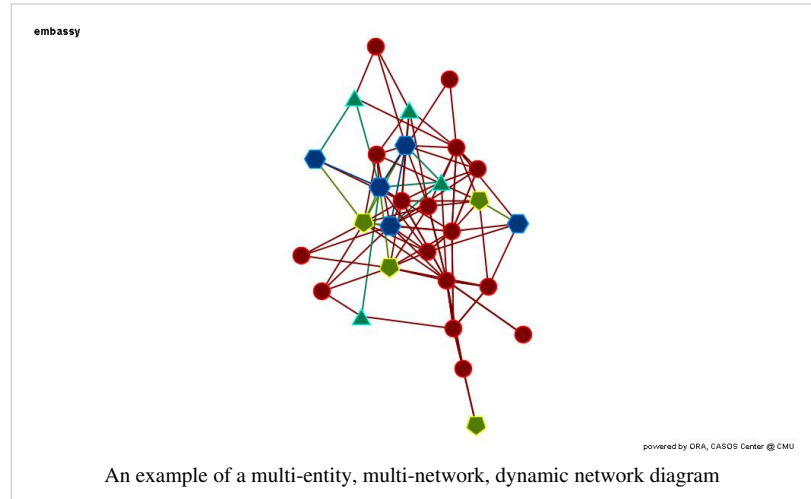 embassy
powered by ORA, CASOS Center @ CMU
An example of a multi-entity, multi-network, dynamic network diagram